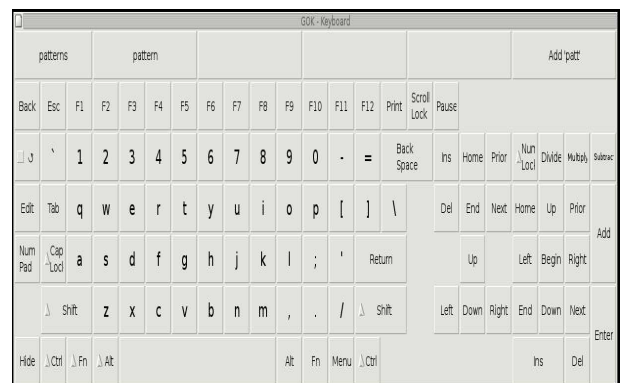 GOK - Keyboard
patterns pattern Add 'patt'
Back Esc F1 F2 F3 F4 F5 F6 F7 F8 F9 F10 F11 F12 Print Scroll Lock Pause
` 1 2 3 4 5 6 7 8 9 0 - = Back Space Ins Home Prior Num Lock Divide Multiply Subtrac
Edit Tab q w e r t y u i o p [ ] \ Del End Next Home Up Prior Add
Num Pad Cap Lock a s d f g h j k l ; ' Return Up Left Begin Right
Shift z x c v b n m , . / Shift Left Down Right End Down Next Enter
Hide Ctrl Fn Alt Alt Fn Menu Ctrl Ins Del